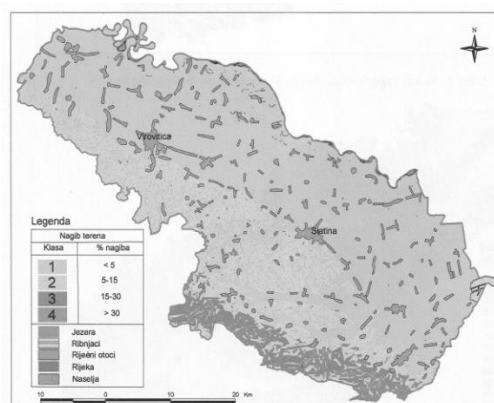 N
Virovitica
Slatina
Legenda
Nagib terena
Klasa % nagiba
1 < 5
2 5-15
3 15-30
4 > 30
Jezera
Ribnjaci
Riječni otoci
Rijeka
Naselja
10 0 10 20 Km